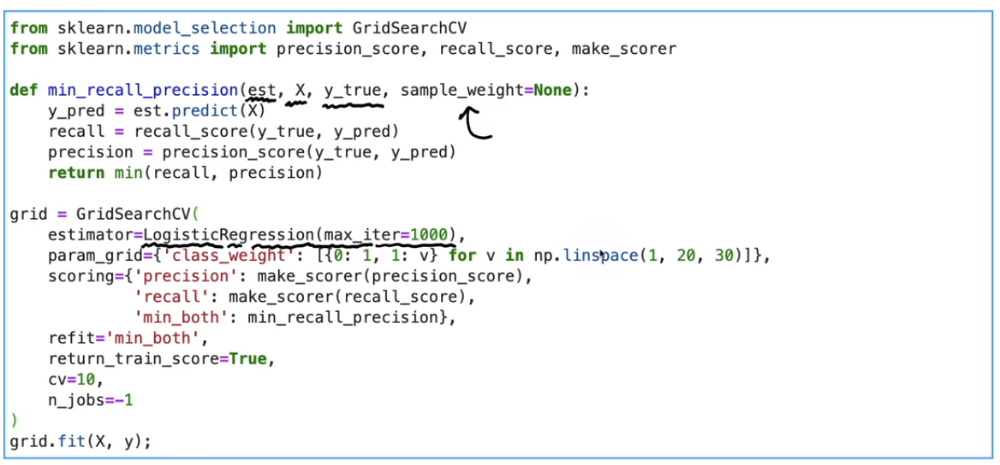 from sklearn.model_selection import GridSearchCV
from sklearn.metrics import precision_score, recall_score, make_scorer

def min_recall_precision(est, X, y_true, sample_weight=None):
    y_pred = est.predict(X)
    recall = recall_score(y_true, y_pred)
    precision = precision_score(y_true, y_pred)
    return min(recall, precision)

grid = GridSearchCV(
    estimator=LogisticRegression(max_iter=1000),
    param_grid={'class_weight': [{0: 1, 1: v} for v in np.linspace(1, 20, 30)]},
    scoring={'precision': make_scorer(precision_score),
             'recall': make_scorer(recall_score),
             'min_both': min_recall_precision},
    refit='min_both',
    return_train_score=True,
    cv=10,
    n_jobs=-1
)
grid.fit(X, y);